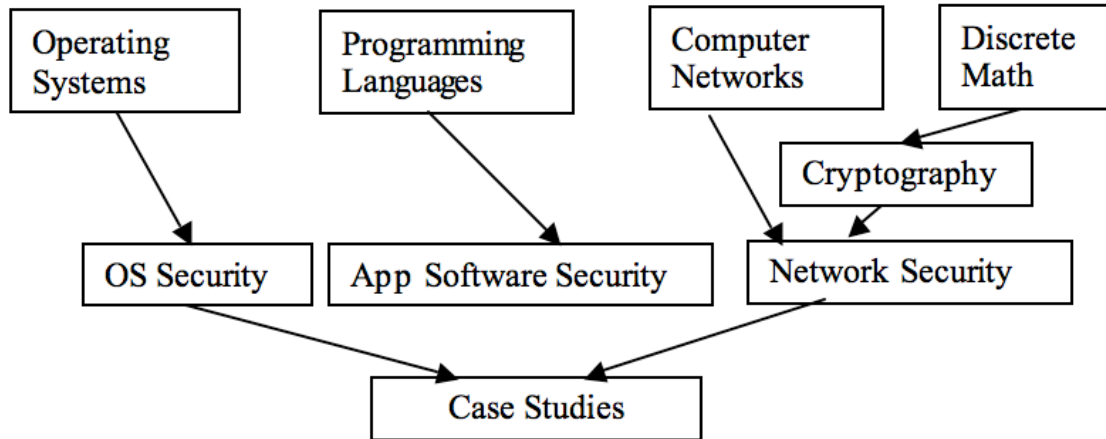 Operating
Systems
Programming
Languages
Computer
Networks
Discrete
Math
Cryptography
OS Security
App Software Security
Network Security
Case Studies